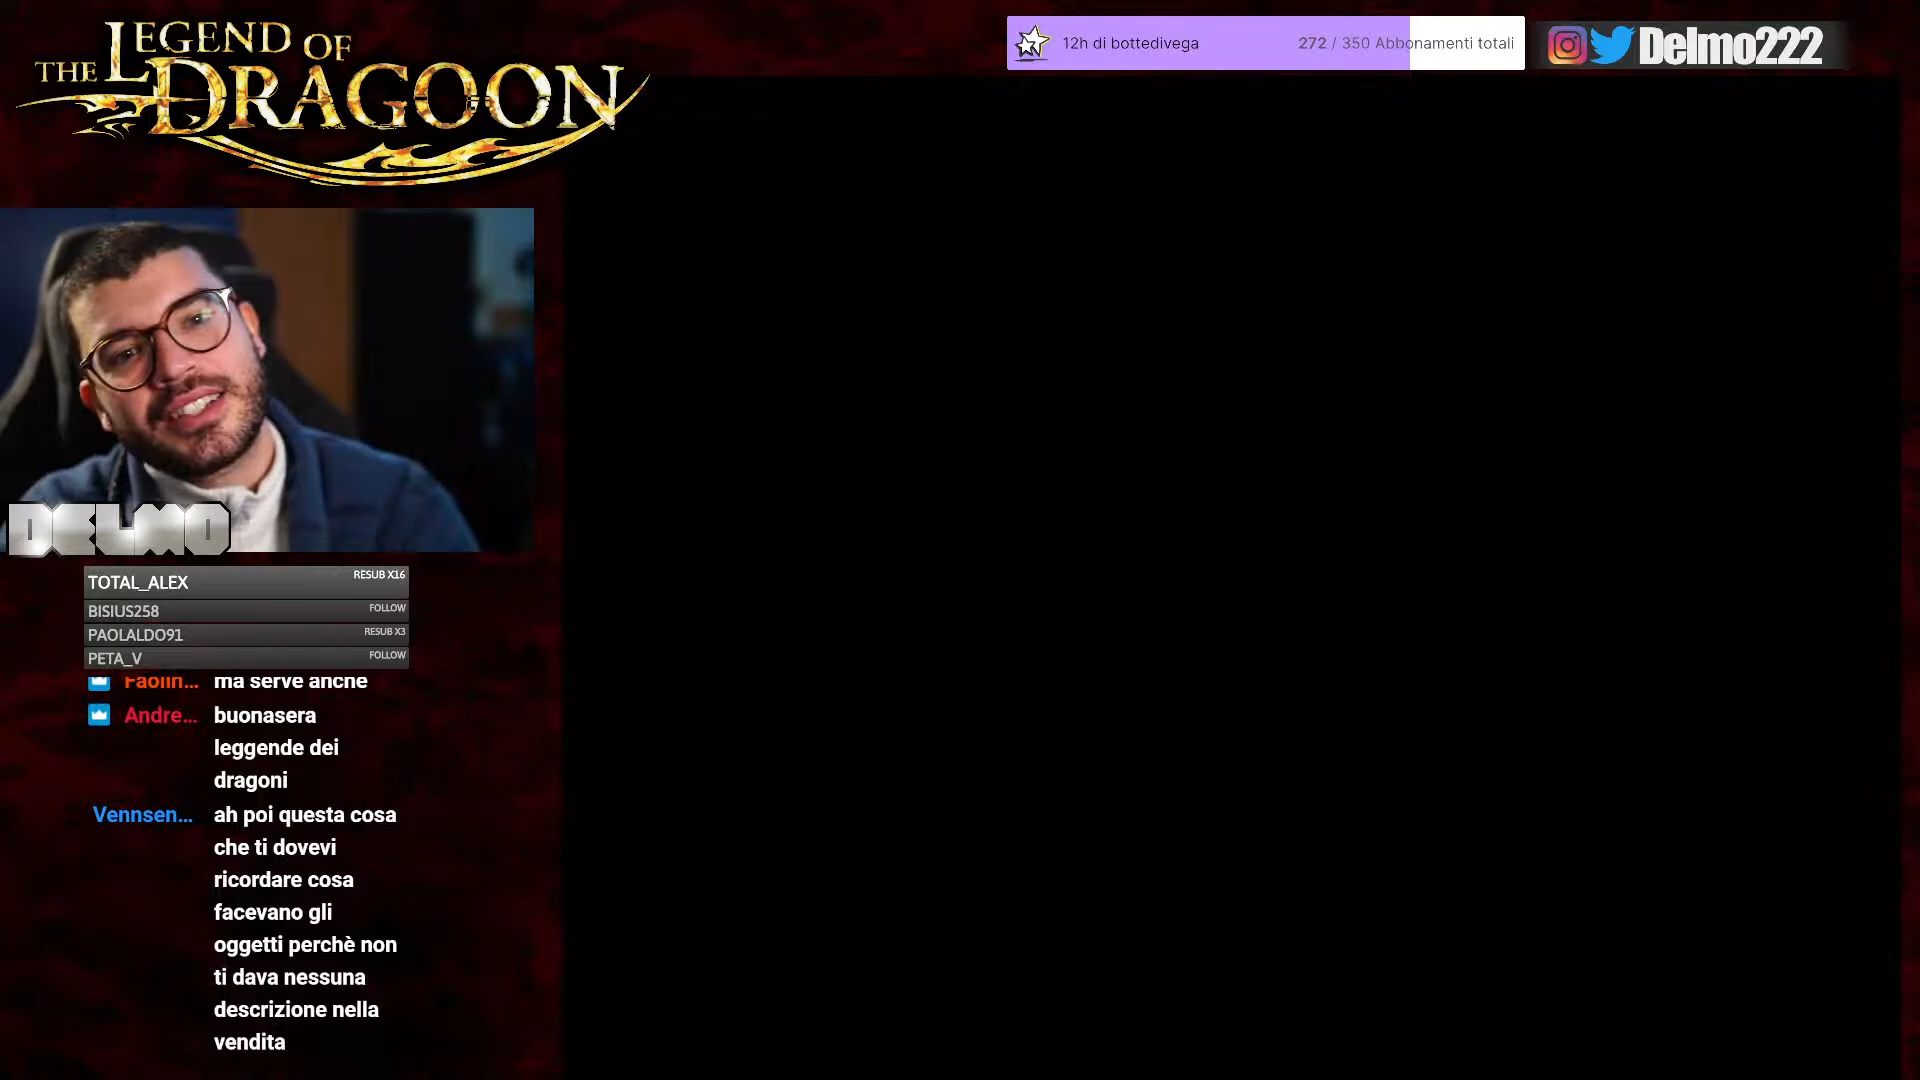 THE LEGEND OF
DRAGOON
12h di bottedivega 272 / 350 Abbonamenti totali
Delmo222
DELMO
TOTAL_ALEX RESUB X16
BISIUS258 FOLLOW
PAOLALDO91 RESUB X3
PETA_V FOLLOW
Faolin... ma serve anche
Andre... buonasera
leggende dei
dragoni
Vennsen... ah poi questa cosa
che ti dovevi
ricordare cosa
facevano gli
oggetti perchè non
ti dava nessuna
descrizione nella
vendita